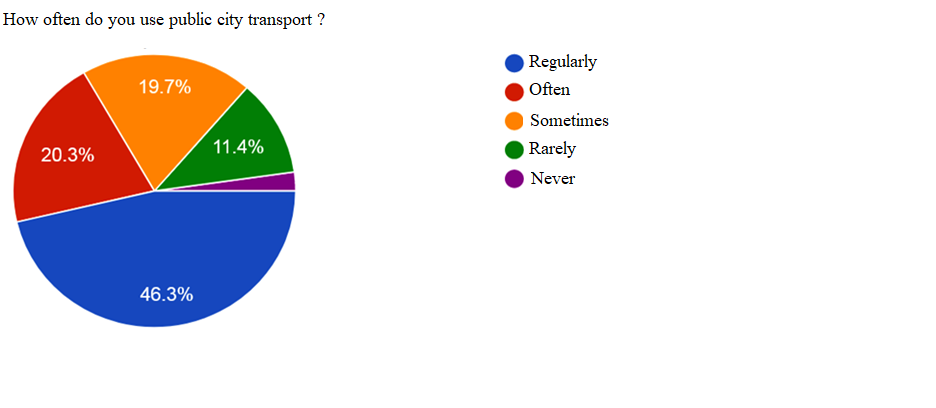 How often do you use public city transport ?
19.7%
20.3%
11.4%
46.3%
Regularly
Often
Sometimes
Rarely
Never